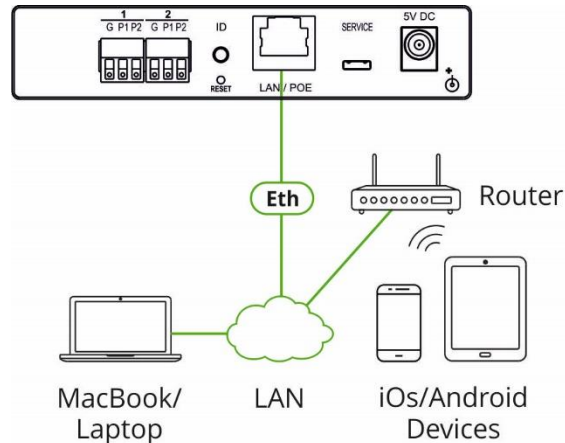 1 2
G P1 P2 G P1 P2
ID
RESET
LAN / POE
SERVICE
5V DC
Eth
Router
MacBook/
Laptop
LAN
iOs/Android
Devices